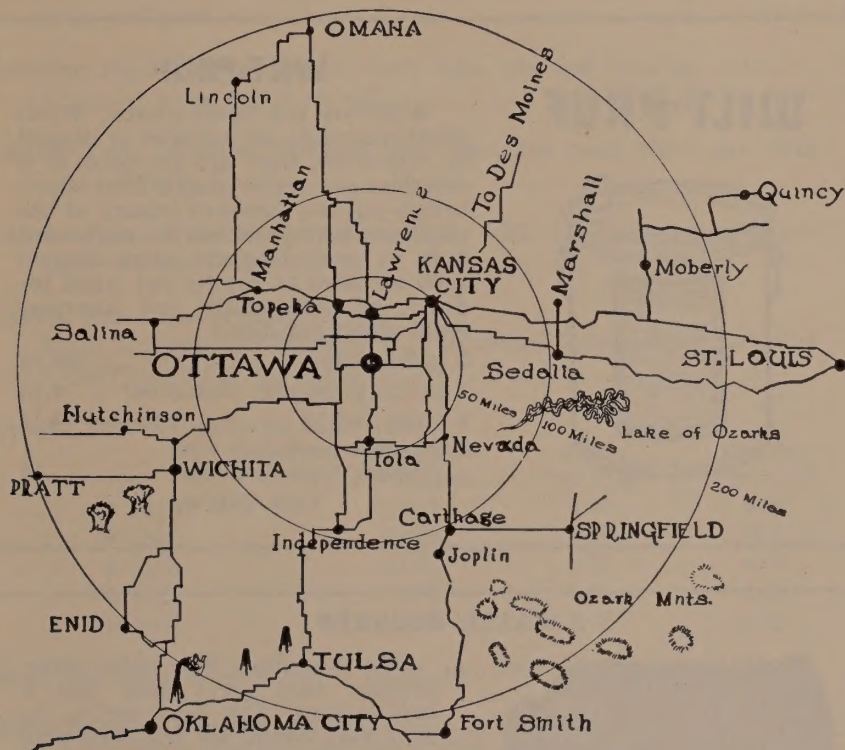 OMAHA
Lincoln
To Des Moines
Manhattan
Lawrence
Marshall
Quincy
KANSAS
CITY
Moberly
Topeka
Salina
OTTAWA
Sedalia
ST. LOUIS
50 Miles
Hutchinson
100 Miles
Lake of Ozarks
Iola
Nevada
WICHITA
PRATT
200 Miles
Carthage
Independence
SPRINGFIELD
Joplin
Ozark Mnts.
ENID
TULSA
OKLAHOMA CITY
Fort Smith